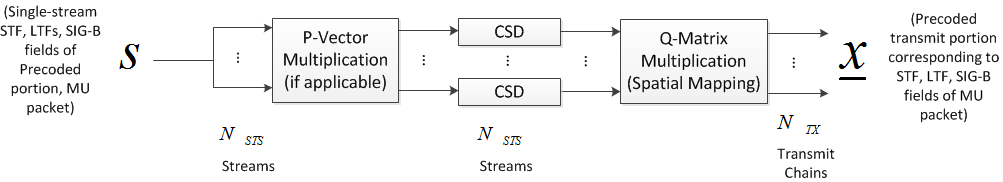 (Single-stream
STF, LTFs, SIG-B
fields of
Precoded
portion, MU
packet)
s
⋮
P-Vector
Multiplication
(if applicable)
⋮
CSD
⋮
CSD
⋮
Q-Matrix
Multiplication
(Spatial Mapping)
⋮
x
(Precoded
transmit portion
corresponding to
STF, LTF, SIG-B
fields of MU
packet)
N STS
Streams
N STS
Streams
N TX
Transmit
Chains